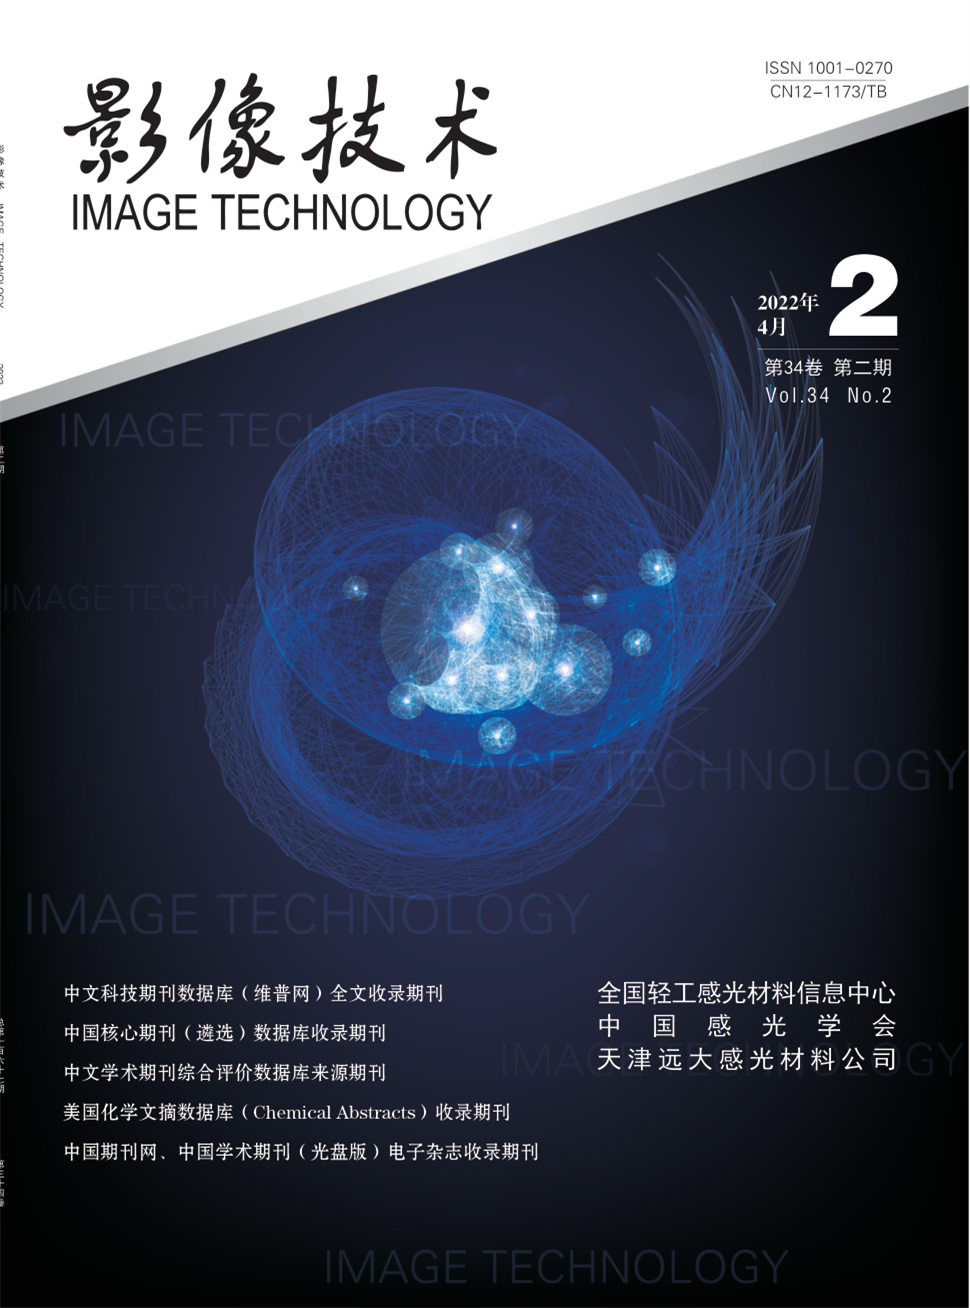 ISSN 1001-0270
CN12-1173/TB
影像技术
IMAGE TECHNOLOGY
2022年
4月
2
第34卷 第二期
Vol.34 No.2
IMAGE TECHNOLOGY
IMAGE TECHNOLOGY
IMAGE TECHNOLOGY
IMAGE TECHNOLOGY
中文科技期刊数据库（维普网）全文收录期刊
中国核心期刊（遴选）数据库收录期刊
中文学术期刊综合评价数据库来源期刊
美国化学文摘数据库（Chemical Abstracts）收录期刊
中国期刊网、中国学术期刊（光盘版）电子杂志收录期刊
全国轻工感光材料信息中心
中国感光学会
天津远大感光材料公司
IMAGE TECHNOLOGY
IMAGE TECHNOLOGY